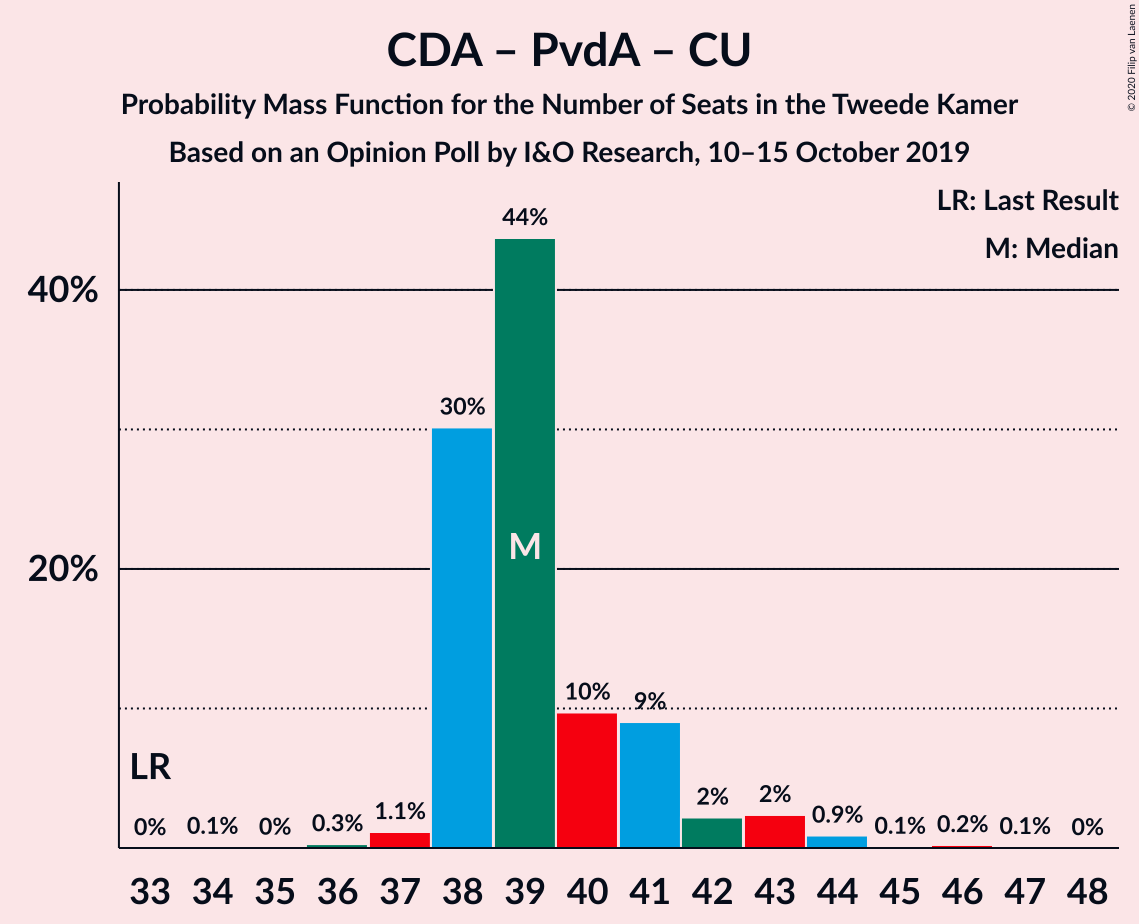 CDA – PvdA – CU
Probability Mass Function for the Number of Seats in the Tweede Kamer
Based on an Opinion Poll by I&O Research, 10–15 October 2019
© 2020 Filip van Laenen
LR: Last Result
M: Median
40%
20%
44%
30%
10%
9%
2%
2%
0%
0.1%
0%
0.3%
1.1%
0.9%
0.1%
0.2%
0.1%
0%
LR
M
33 34 35 36 37 38 39 40 41 42 43 44 45 46 47 48